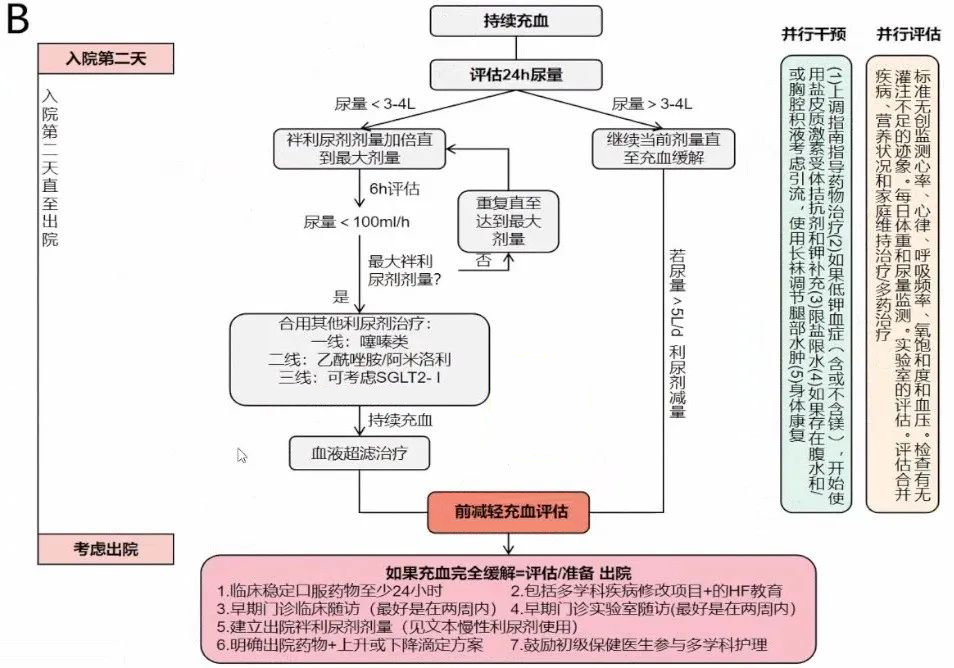 B
入院第二天
入院第二天直至出院
考虑出院
持续充血
评估24h尿量
尿量＜3-4L
尿量＞3-4L
袢利尿剂剂量加倍直
到最大剂量
继续当前剂量直
至充血缓解
6h评估
尿量＜100ml/h
重复直至
达到最大
剂量
最大袢利
尿剂剂量?
否
是
合用其他利尿剂治疗：
一线：噻嗪类
二线：乙酰唑胺/阿米洛利
三线：可考虑SGLT2-I
持续充血
血液超滤治疗
若尿量＞5L/d 利尿剂减量
前减轻充血评估
如果充血完全缓解=评估/准备 出院
1.临床稳定口服药物至少24小时
2.包括多学科疾病修改项目+的HF教育
3.早期门诊临床随访（最好是在两周内）
4.早期门诊实验室随访(最好是在两周内）
5.建立出院袢利尿剂剂量（见文本慢性利尿剂使用）
6.明确出院药物+上升或下降滴定方案
7.鼓励初级保健医生参与多学科护理
并行干预
(1)上调指南指导药物治疗(2)如果低钾血症（含或不含镁），开始使
用盐皮质激素受体拮抗剂和钾补充(3)限盐限水(4)如果存在腹水和/
或胸腔积液考虑引流，使用长袜调节腿部水肿(5)身体康复
并行评估
标准无创监测心率、心律、呼吸频率、氧饱和度和血压。检查有无
灌注不足的迹象。每日体重和尿量监测。实验室的评估。评估合并
疾病、营养状况和家庭维持治疗/多药治疗